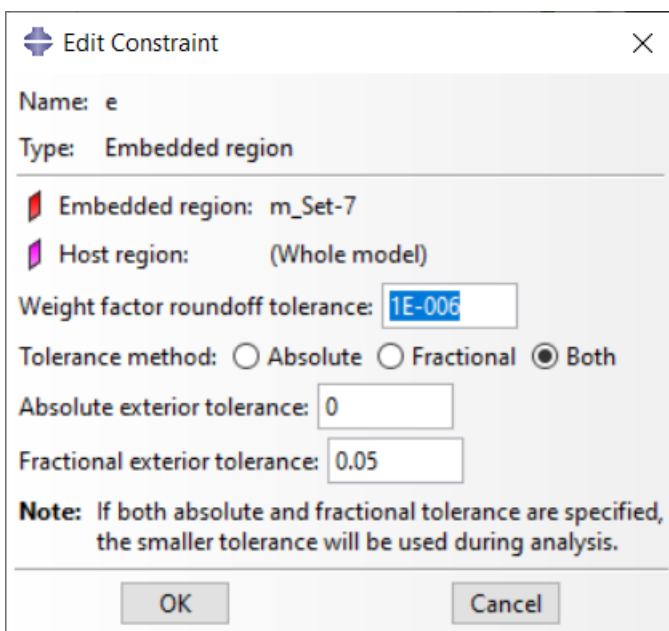 Edit Constraint
Name: e
Type: Embedded region
Embedded region: m_Set-7
Host region: (Whole model)
Weight factor roundoff tolerance: 1E-006
Tolerance method: Absolute Fractional Both
Absolute exterior tolerance: 0
Fractional exterior tolerance: 0.05
Note: If both absolute and fractional tolerance are specified,
the smaller tolerance will be used during analysis.
OK Cancel